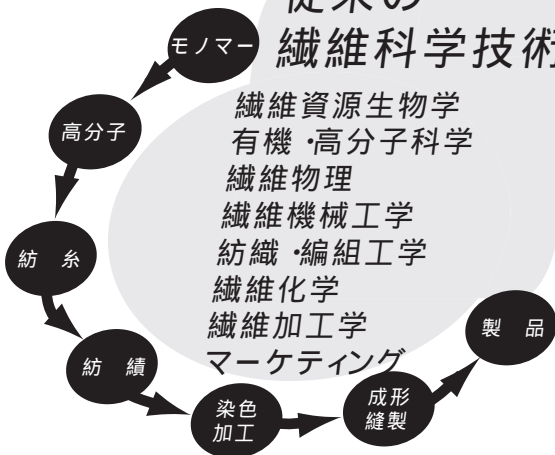 従来の
繊維科学技術
モノマー
高分子
紡 糸
紡 績
染色
加工
成形
縫製
製 品
繊維資源生物学
有機・高分子科学
繊維物理
繊維機械工学
紡織・編組工学
繊維化学
繊維加工学
マーケティング